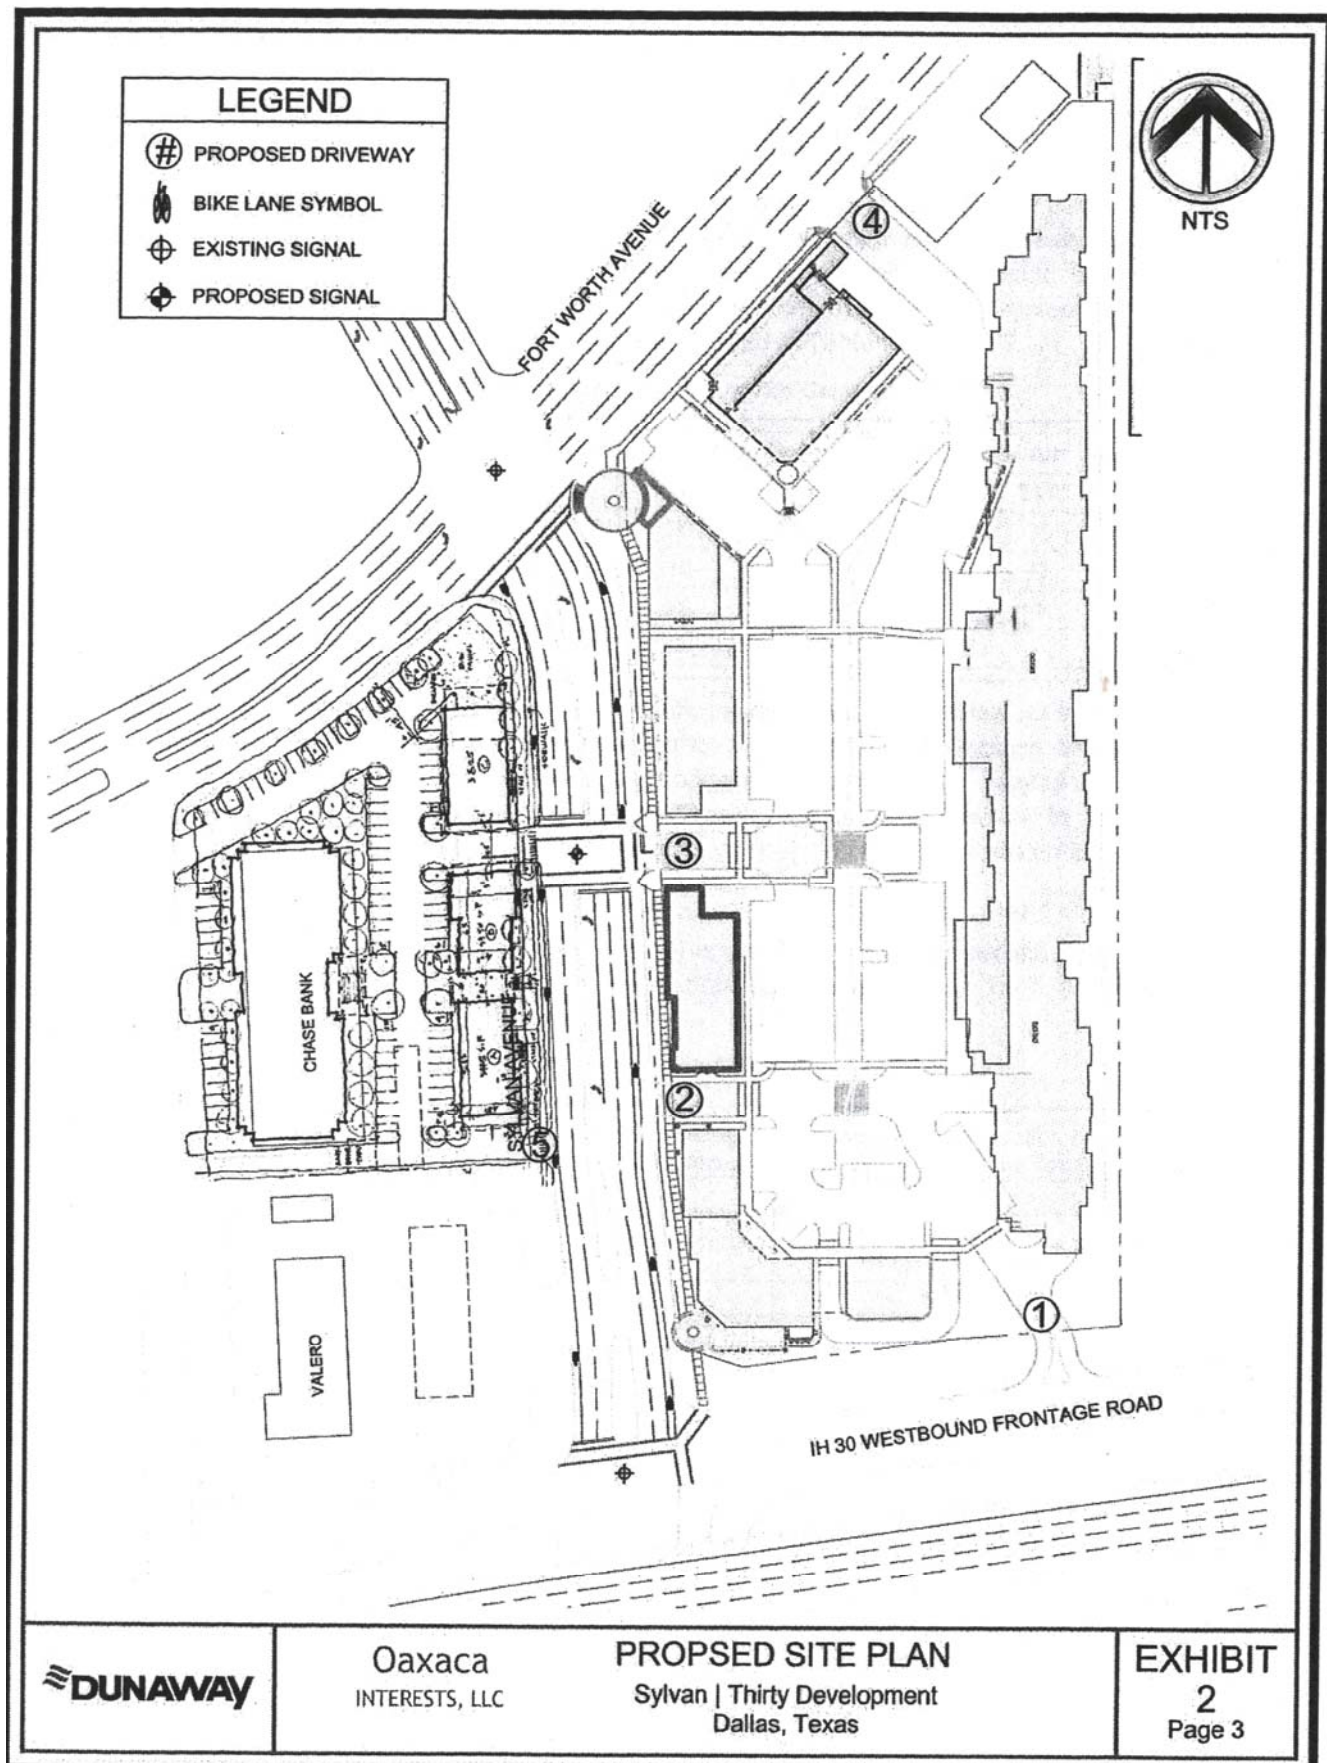 LEGEND
# PROPOSED DRIVEWAY
BIKE LANE SYMBOL
EXISTING SIGNAL
PROPOSED SIGNAL
NTS
FORT WORTH AVENUE
4
3
CHASE BANK
SYLVAN AVENUE
2
5
1
VALERO
IH 30 WESTBOUND FRONTAGE ROAD
DUNAWAY
Oaxaca
INTERESTS, LLC
PROPSED SITE PLAN
Sylvan | Thirty Development
Dallas, Texas
EXHIBIT
2
Page 3